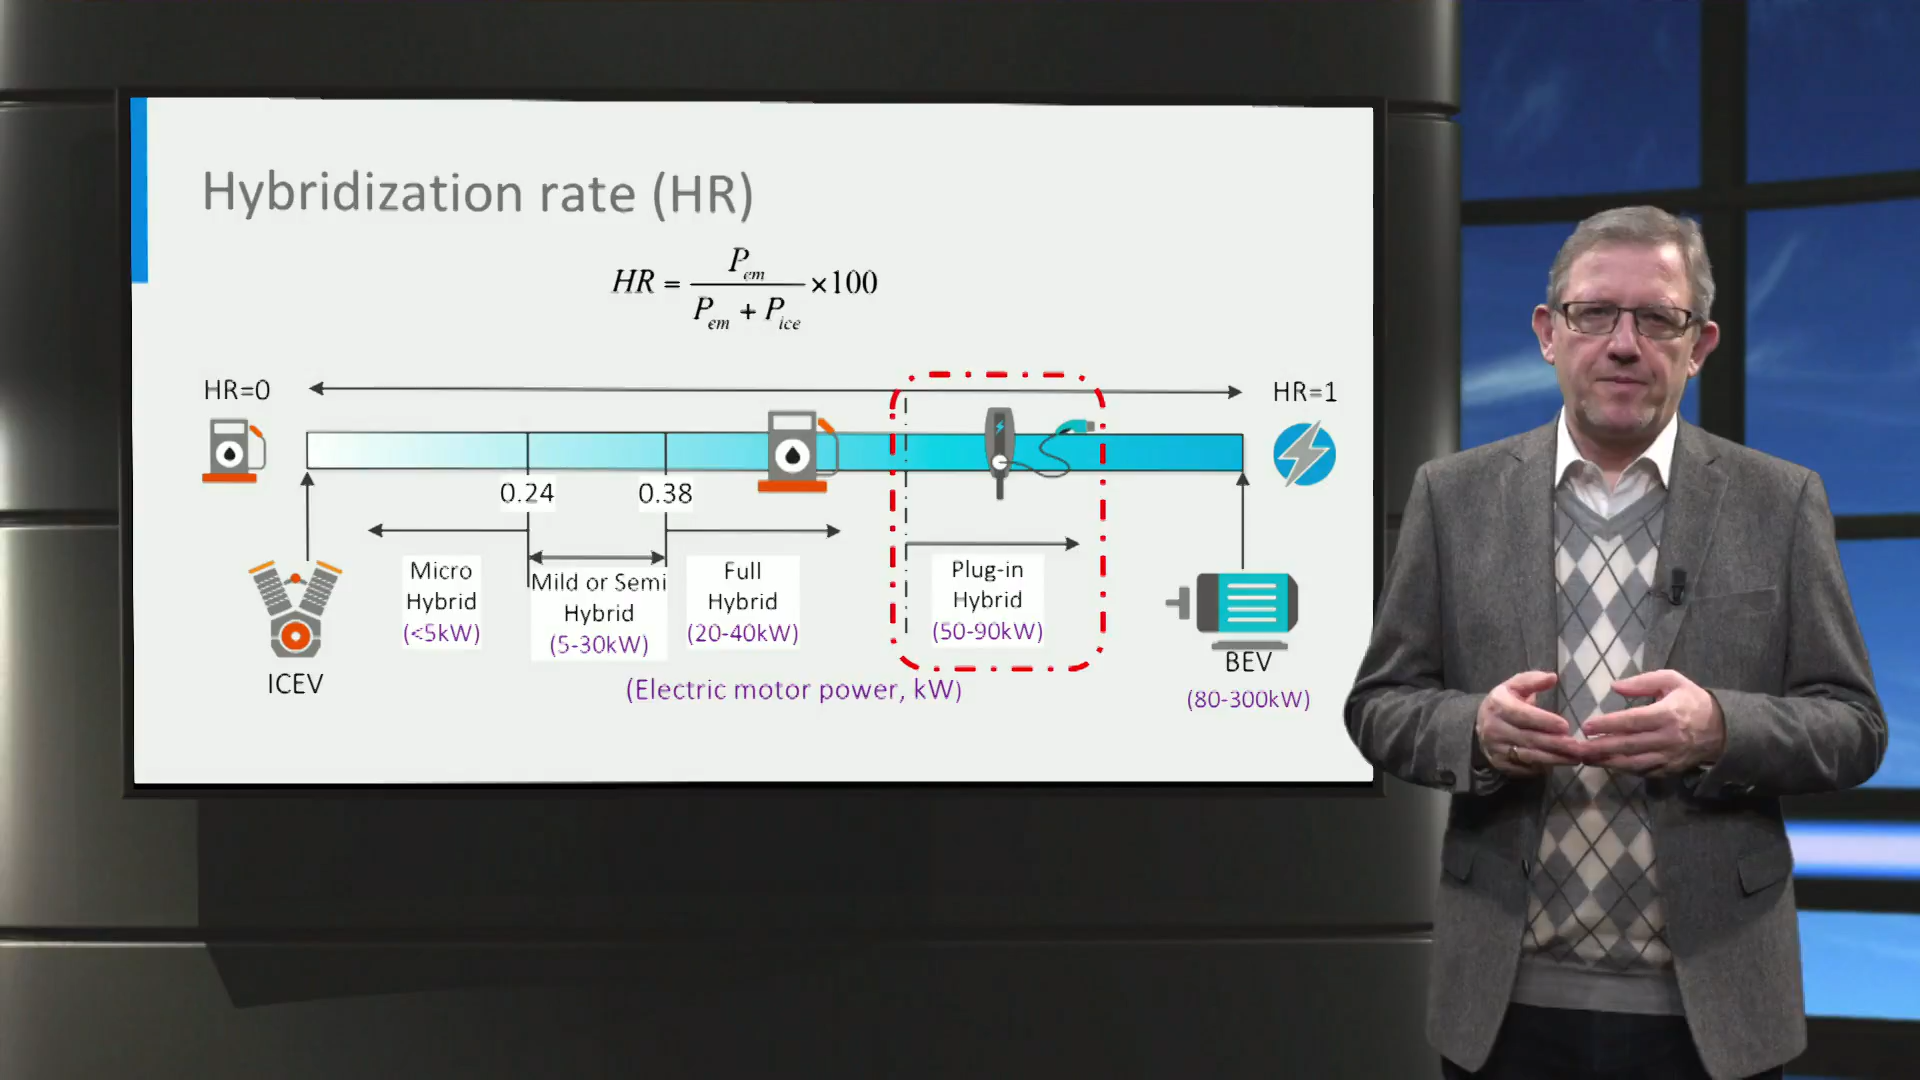 Hybridization rate (HR)
HR = P_em / (P_em + P_ice) ×100
HR=0
HR=1
0.24
0.38
Micro
Hybrid
(<5kW)
Mild or Semi
Hybrid
(5-30kW)
Full
Hybrid
(20-40kW)
Plug-in
Hybrid
(50-90kW)
ICEV
BEV
(80-300kW)
(Electric motor power, kW)